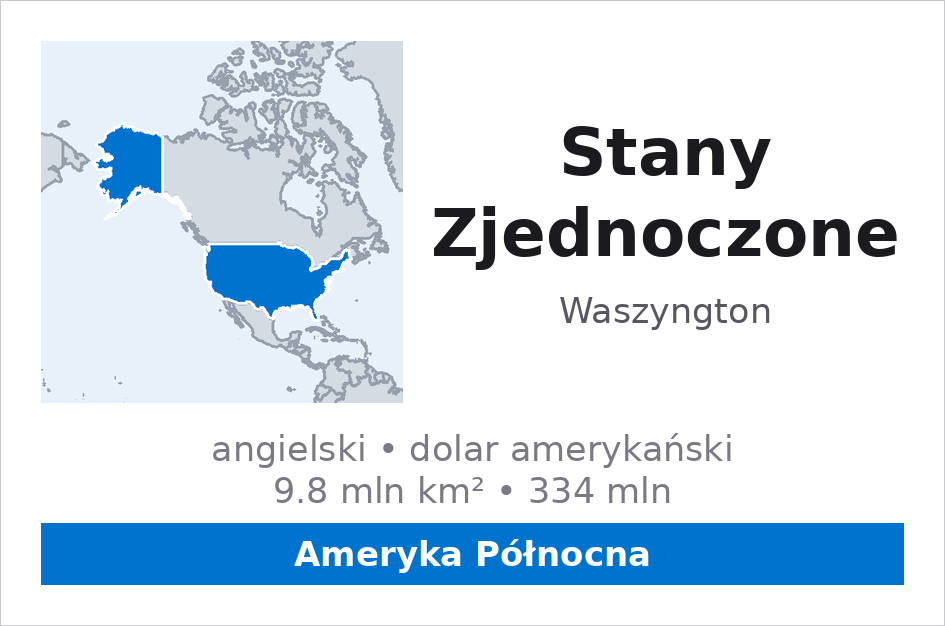 Stany
Zjednoczone
Waszyngton
angielski • dolar amerykański
9.8 mln km² • 334 mln
Ameryka Północna